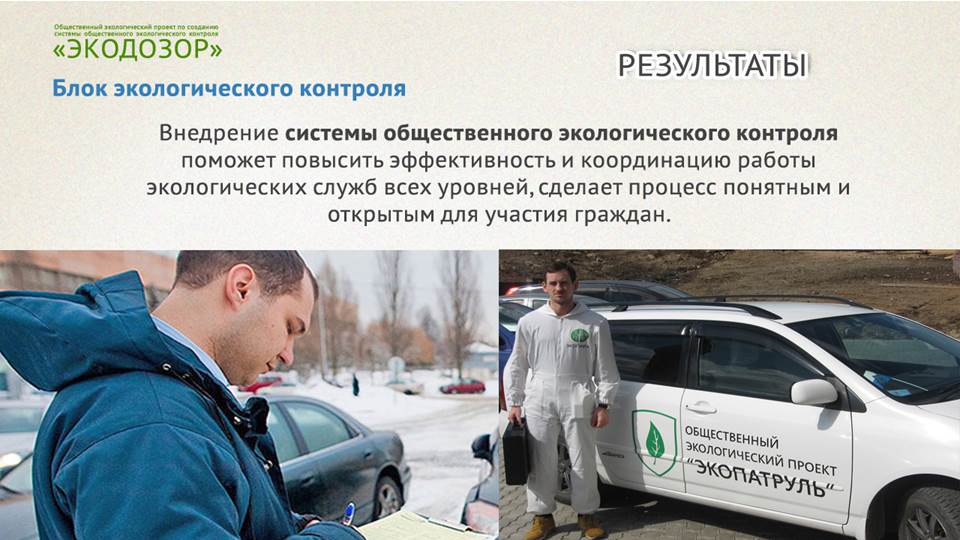 Общественный экологический проект по созданию
системы общественного экологического контроля
«ЭКОДОЗОР»
РЕЗУЛЬТАТЫ
Блок экологического контроля
Внедрение системы общественного экологического контроля
поможет повысить эффективность и координацию работы
экологических служб всех уровней, сделает процесс понятным и
открытым для участия граждан.
ОБЩЕСТВЕННЫЙ
ЭКОЛОГИЧЕСКИЙ ПРОЕКТ
"ЭКОПАТРУЛЬ"